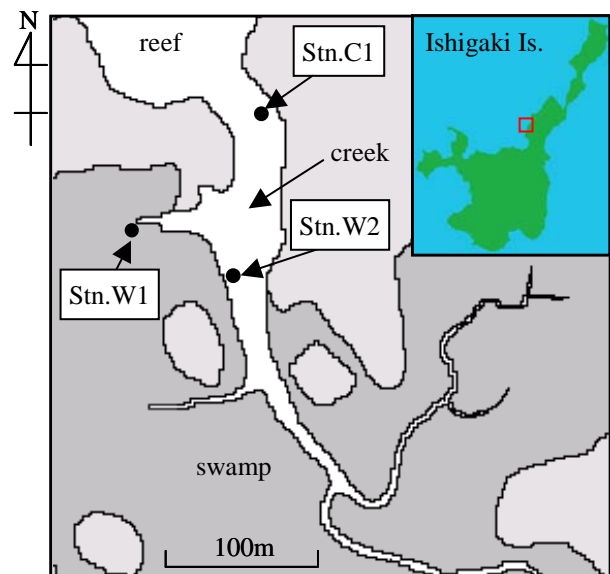 N
reef
Stn.C1
Ishigaki Is.
creek
Stn.W2
Stn.W1
swamp
100m